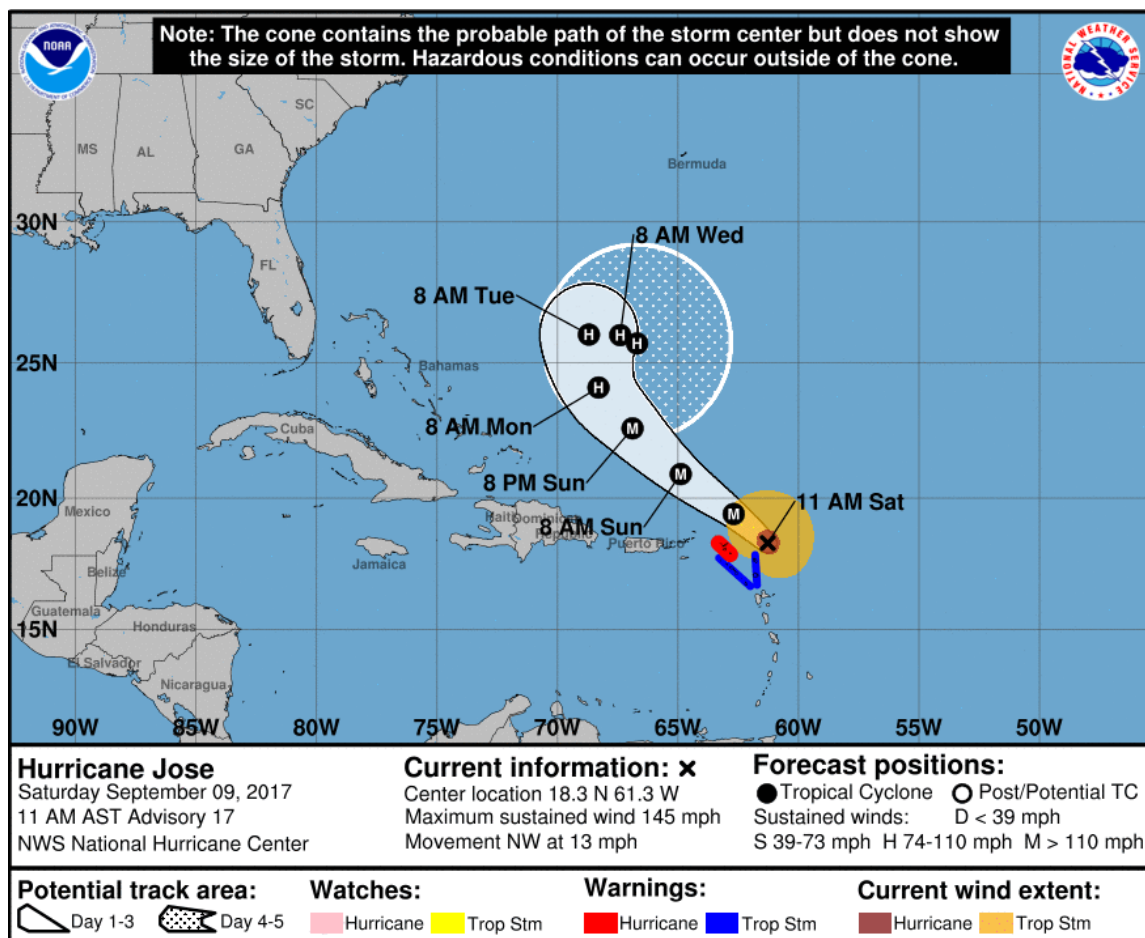 Note: The cone contains the probable path of the storm center but does not show
the size of the storm. Hazardous conditions can occur outside of the cone.
NOAA
NATIONAL WEATHER SERVICE
SC
MS
AL
GA
Bermuda
30N
8 AM Wed
FL
8 AM Tue
25N
Bahamas
8 AM Mon
Cuba
8 PM Sun
20N
11 AM Sat
Mexico
Haiti
Dominican
Republic
8 AM Sun
Puerto Rico
Jamaica
Belize
Guatemala
15N
Honduras
El Salvador
Nicaragua
90W
85W
80W
75W
70W
65W
60W
55W
50W
Hurricane Jose
Saturday September 09, 2017
11 AM AST Advisory 17
NWS National Hurricane Center
Current information: ×
Center location 18.3 N 61.3 W
Maximum sustained wind 145 mph
Movement NW at 13 mph
Forecast positions:
Tropical Cyclone Post/Potential TC
Sustained winds: D < 39 mph
S 39-73 mph H 74-110 mph M > 110 mph
Potential track area:
Day 1-3 Day 4-5
Watches:
Hurricane Trop Stm
Warnings:
Hurricane Trop Stm
Current wind extent:
Hurricane Trop Stm
H
H
H
H
M
M
M